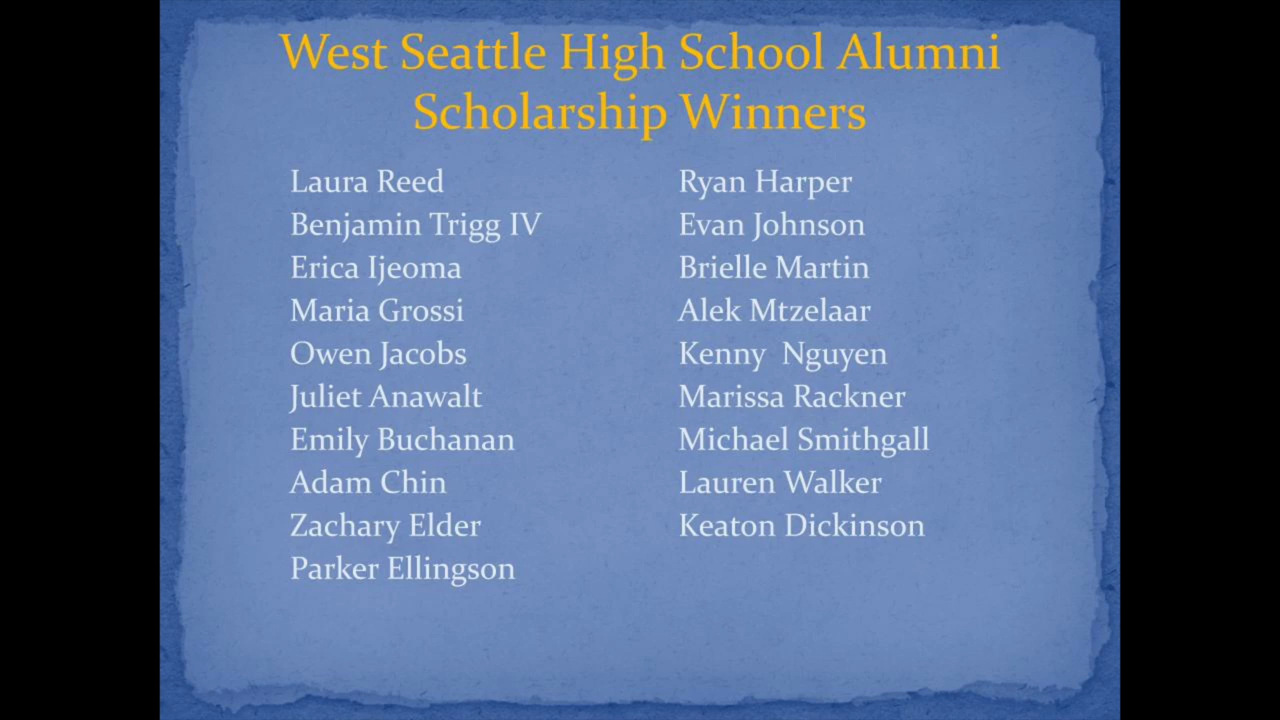 West Seattle High School Alumni
Scholarship Winners
Laura Reed
Benjamin Trigg IV
Erica Ijeoma
Maria Grossi
Owen Jacobs
Juliet Anawalt
Emily Buchanan
Adam Chin
Zachary Elder
Parker Ellingson
Ryan Harper
Evan Johnson
Brielle Martin
Alek Mtzelaar
Kenny  Nguyen
Marissa Rackner
Michael Smithgall
Lauren Walker
Keaton Dickinson